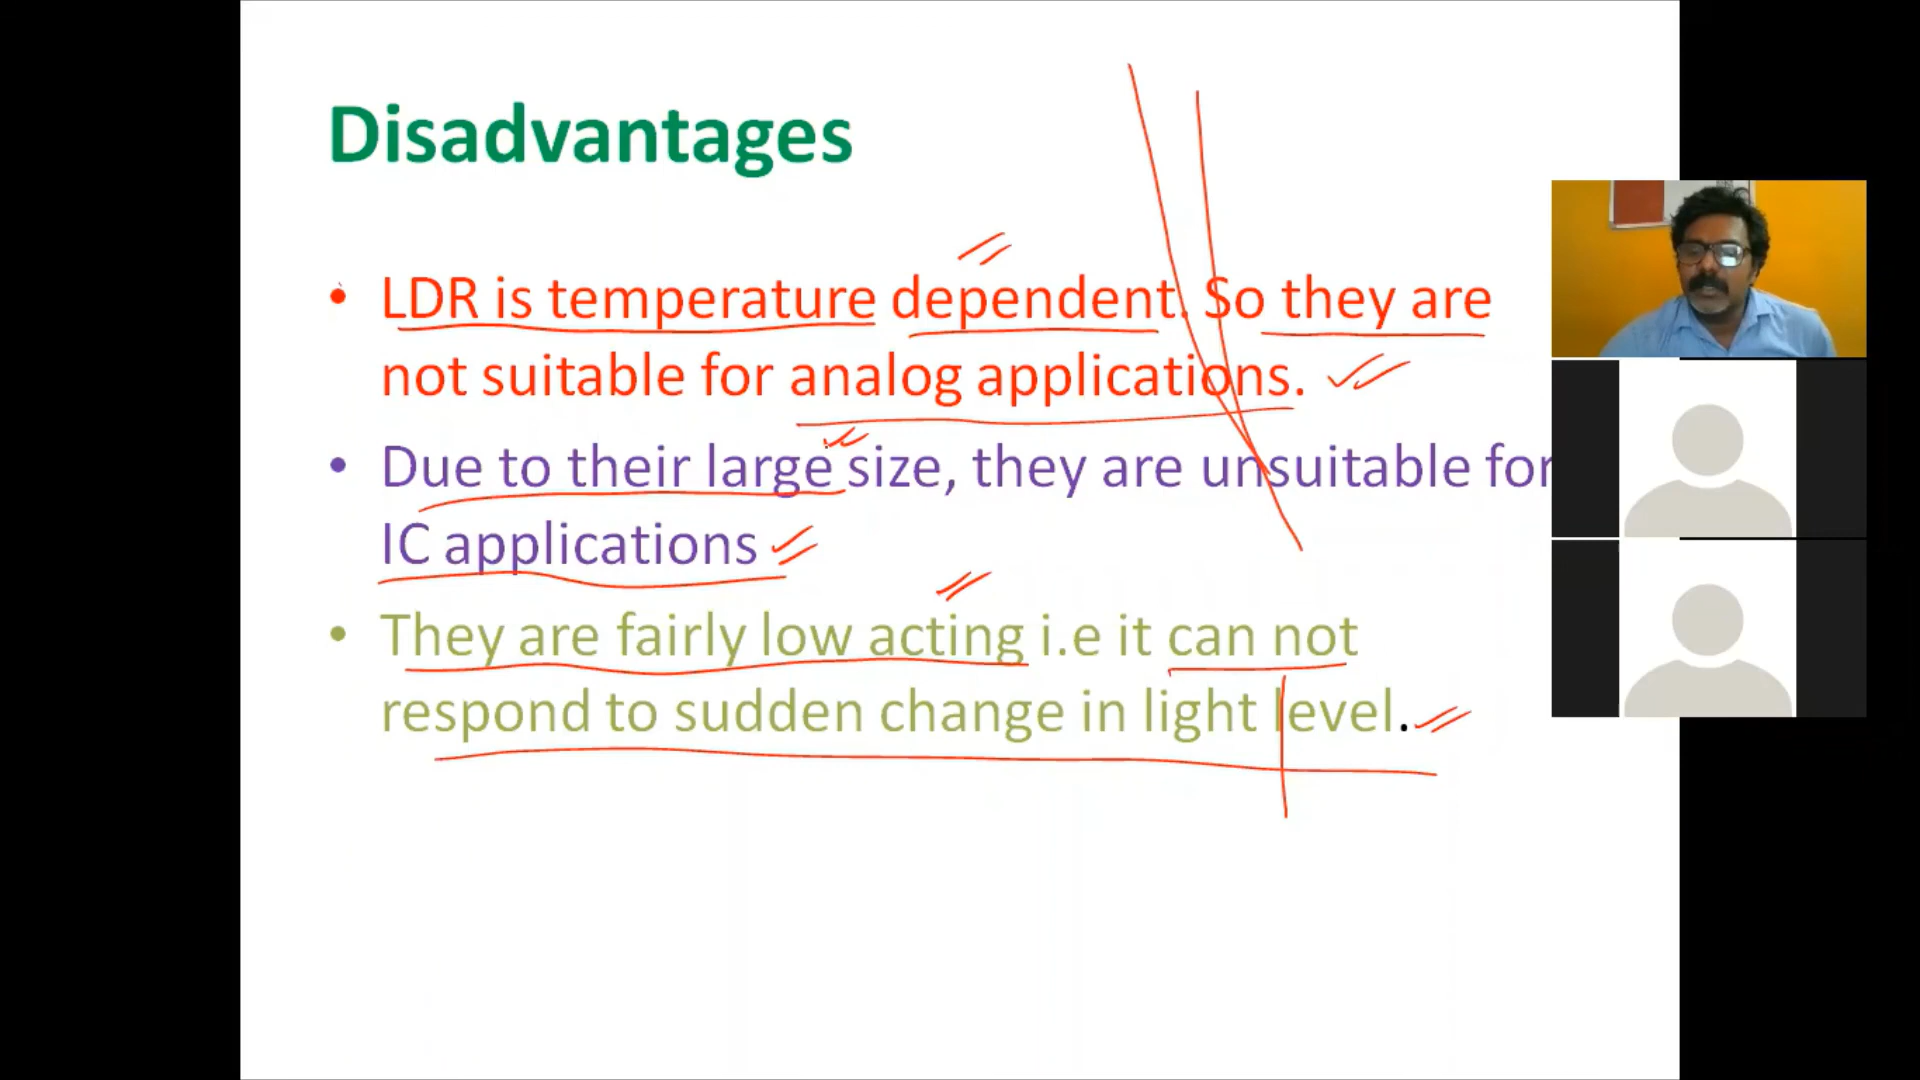 Disadvantages
• LDR is temperature dependent. So they are
not suitable for analog applications.
• Due to their large size, they are unsuitable for
IC applications
• They are fairly low acting i.e it can not
respond to sudden change in light level.